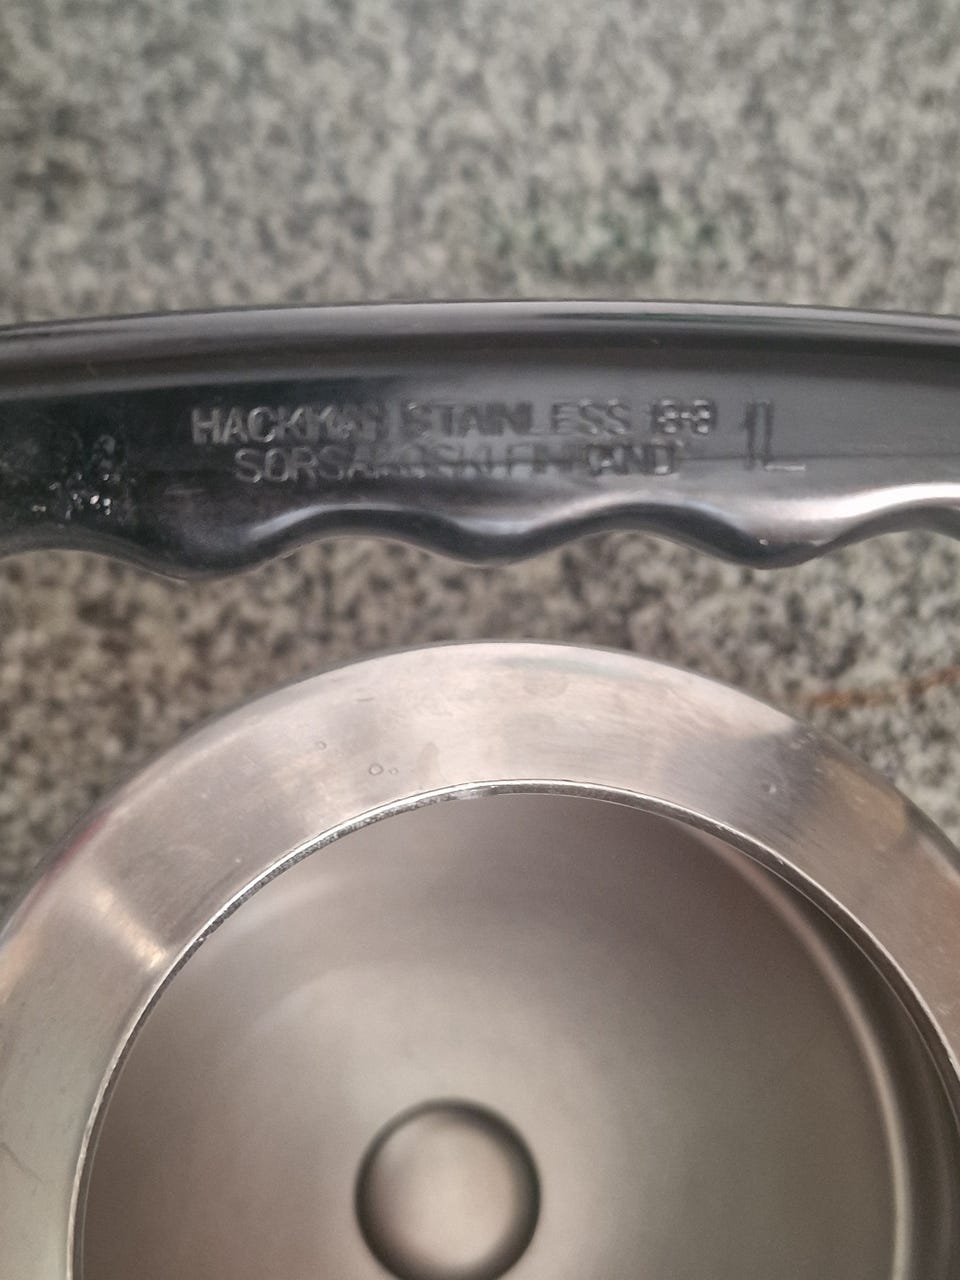 HACKMAN STAINLESS 18-8 1L
SORSAKOSKI FINLAND